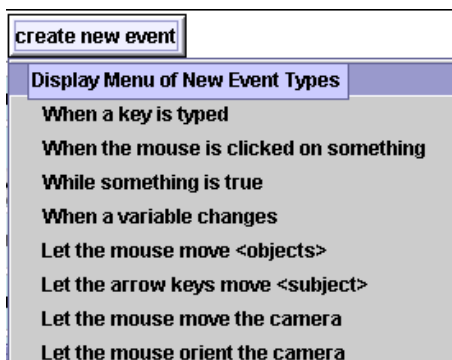 create new event
Display Menu of New Event Types
When a key is typed
When the mouse is clicked on something
While something is true
When a variable changes
Let the mouse move <objects>
Let the arrow keys move <subject>
Let the mouse move the camera
Let the mouse orient the camera